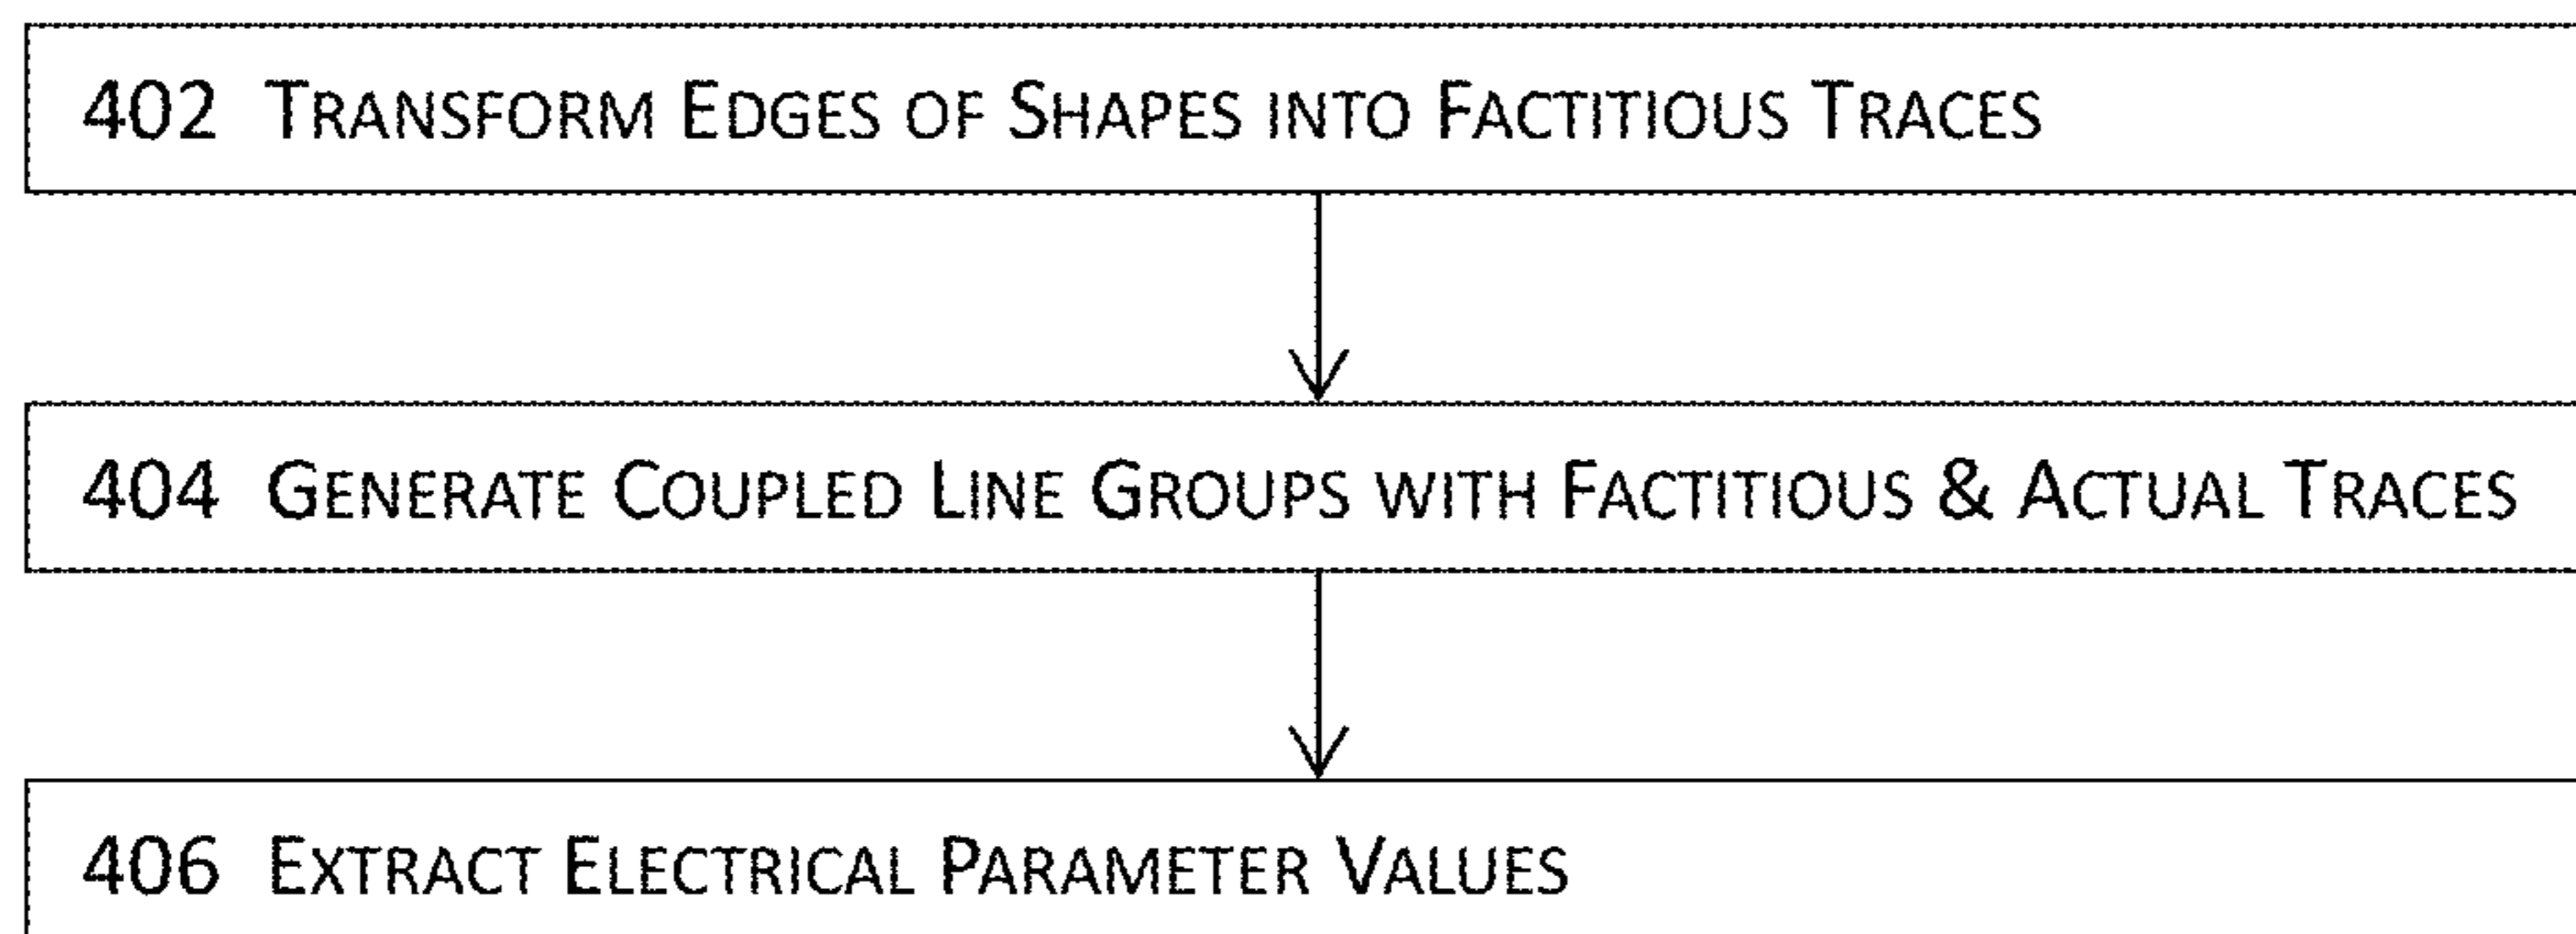 402 Transform Edges of Shapes into Factitious Traces
404 Generate Coupled Line Groups with Factitious & Actual Traces
406 Extract Electrical Parameter Values